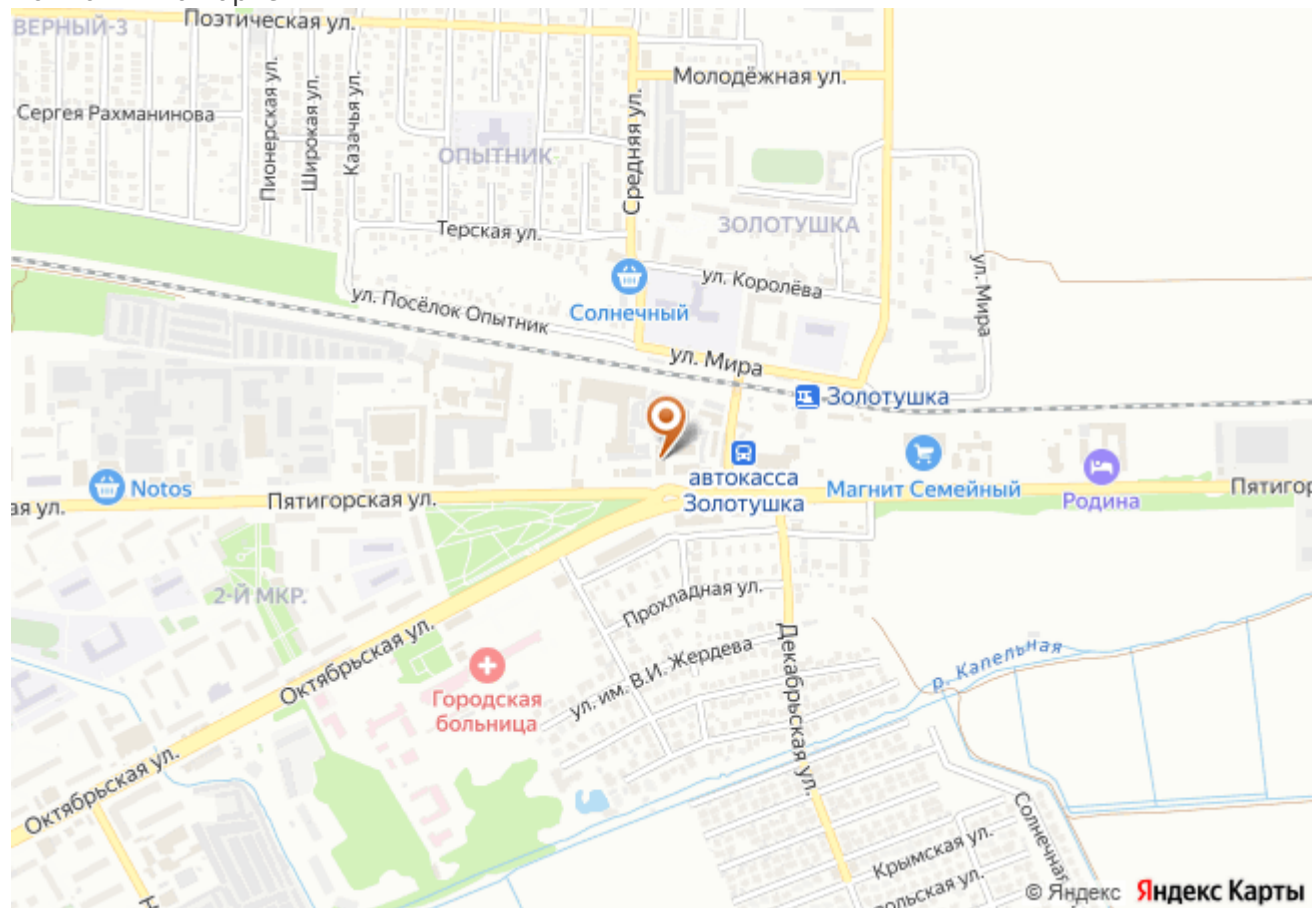 ВЕРНЫЙ-3
Поэтическая ул.
Молодёжная ул.
Сергея Рахманинова
Пионерская ул.
Широкая ул.
Казачья ул.
ОПЫТНИК
Средняя ул.
ЗОЛОТУШКА
Терская ул.
ул. Королёва
ул. Мира
Солнечный
ул. Посёлок Опытник
ул. Мира
Золотушка
Notos
Пятигорская ул.
автокасса
Золотушка
Магнит Семейный
Родина
Пятигор
ая ул.
2-Й МКР.
Прохладная ул.
Октябрьская ул.
ул. им. В.И. Жердева
Декабрьская ул.
р. Капельная
Городская
больница
Октябрьская ул.
Солнечная
Крымская ул.
ольская ул.
© Яндекс Яндекс Карты